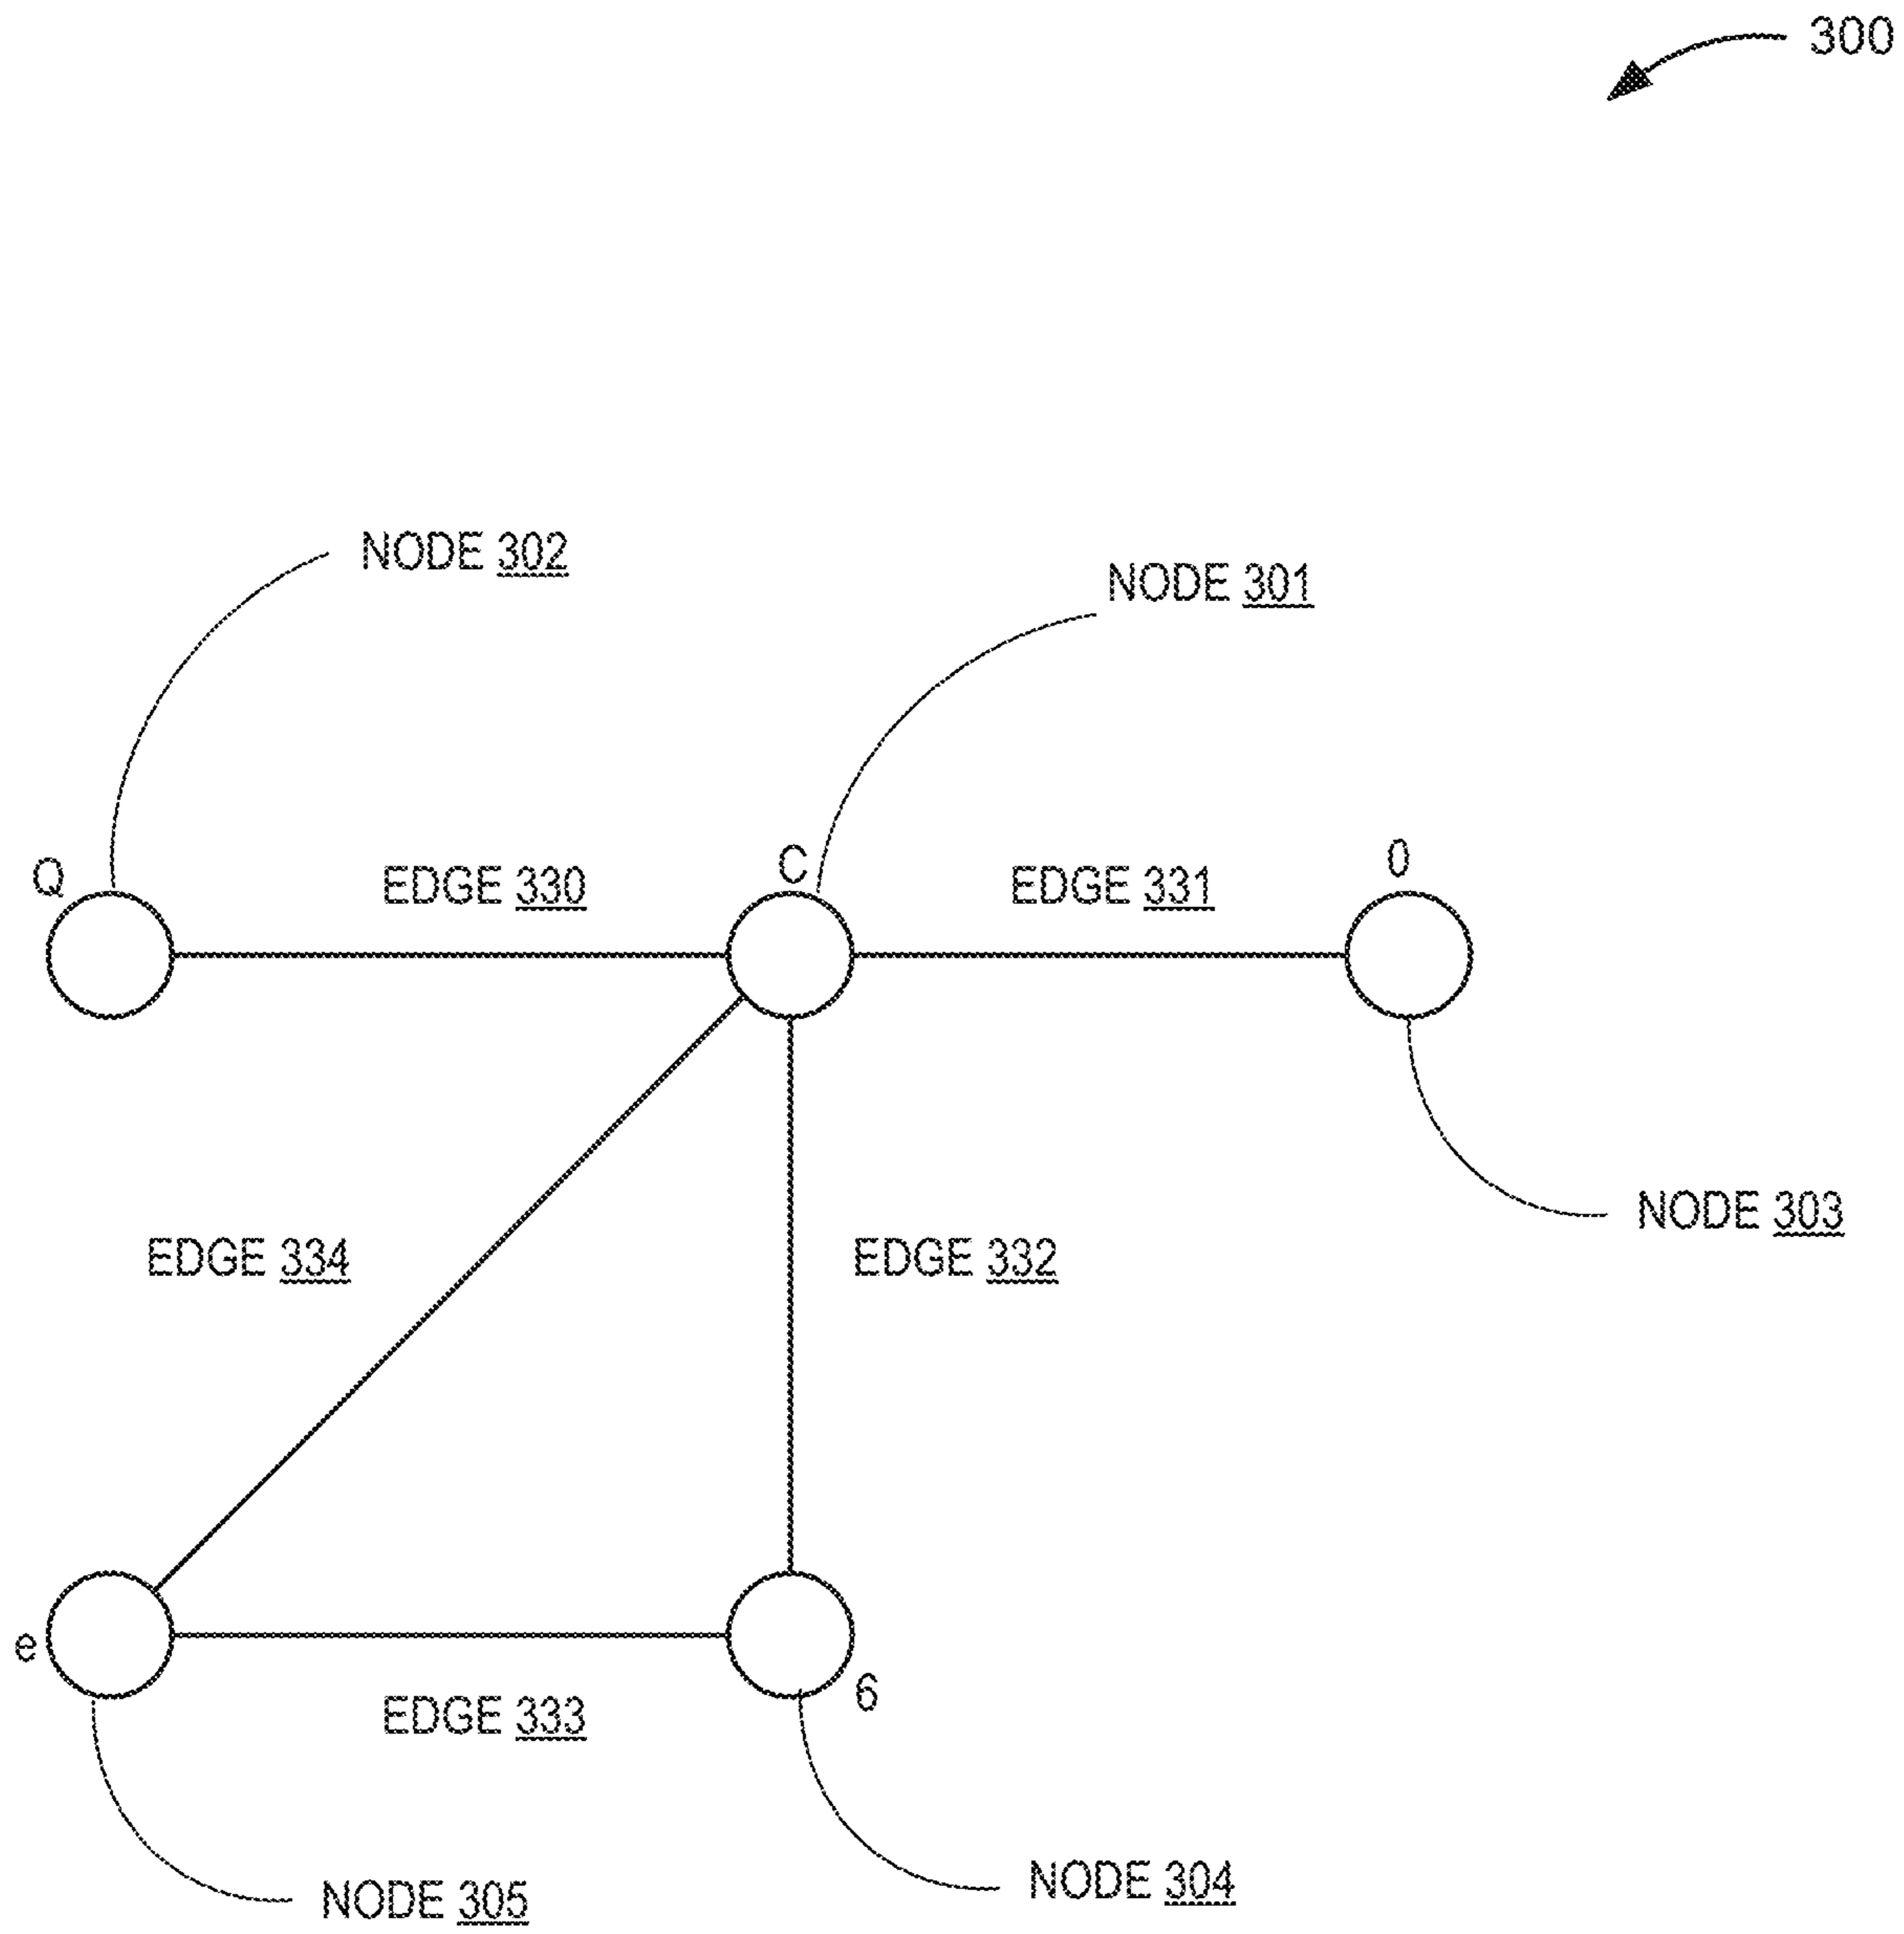 300
NODE 302
NODE 301
Q
EDGE 330
C
EDGE 331
0
NODE 303
EDGE 334
EDGE 332
e
6
EDGE 333
NODE 304
NODE 305